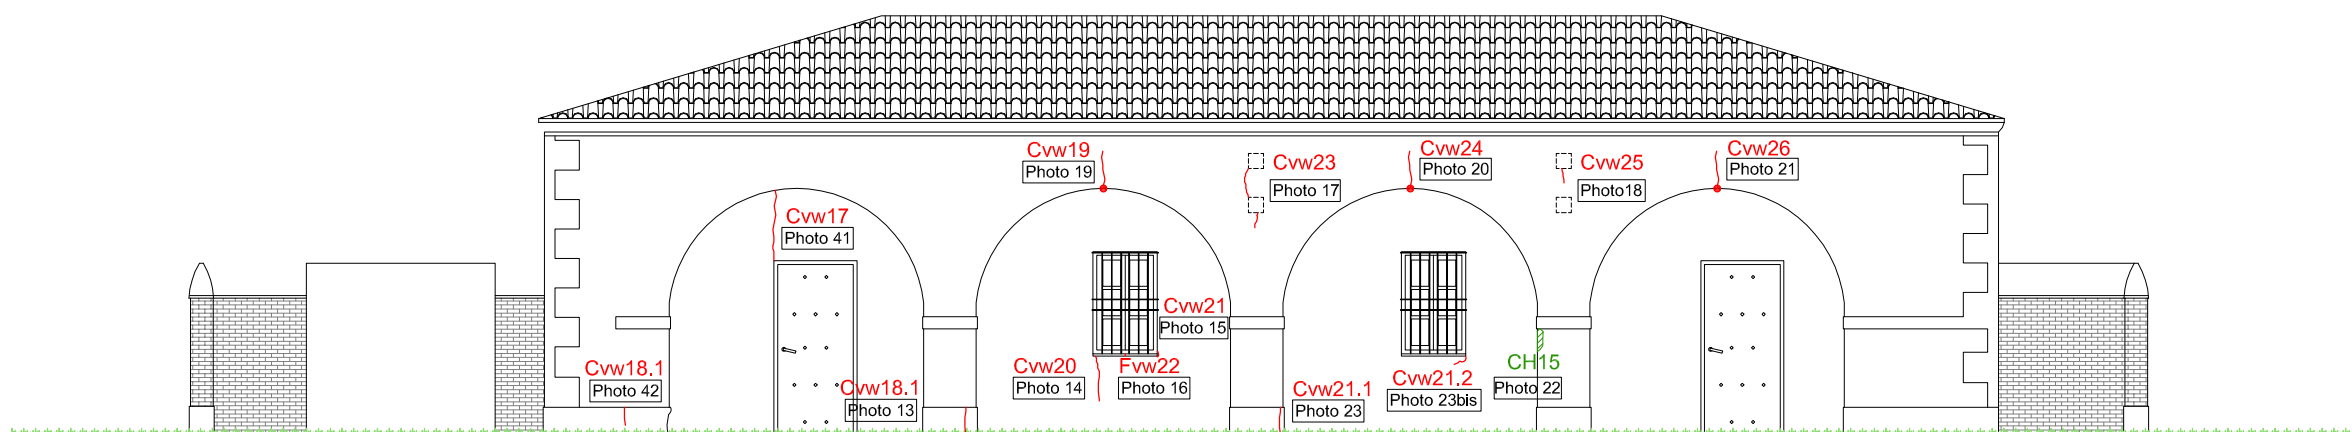 Cvw19
Photo 19
Cvw23
Photo 17
Cvw24
Photo 20
Cvw25
Photo18
Cvw26
Photo 21
Cvw17
Photo 41
Cvw21
Photo 15
Cvw18.1
Photo 42
Cvw18.1
Photo 13
Cvw20
Photo 14
Fvw22
Photo 16
Cvw21.1
Photo 23
Cvw21.2
Photo 23bis
CH15
Photo 22